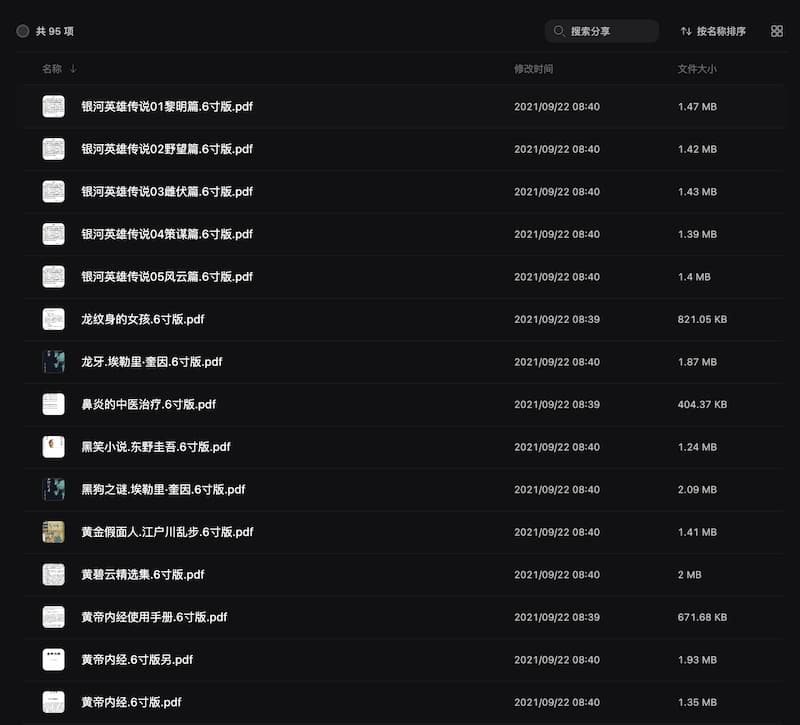 共 95 项 搜索分享 按名称排序
名称 ↓ 修改时间 文件大小
银河英雄传说01黎明篇.6寸版.pdf 2021/09/22 08:40 1.47 MB
银河英雄传说02野望篇.6寸版.pdf 2021/09/22 08:40 1.42 MB
银河英雄传说03雌伏篇.6寸版.pdf 2021/09/22 08:40 1.43 MB
银河英雄传说04策谋篇.6寸版.pdf 2021/09/22 08:40 1.39 MB
银河英雄传说05风云篇.6寸版.pdf 2021/09/22 08:40 1.4 MB
龙纹身的女孩.6寸版.pdf 2021/09/22 08:39 821.05 KB
龙牙.埃勒里·奎因.6寸版.pdf 2021/09/22 08:40 1.87 MB
鼻炎的中医治疗.6寸版.pdf 2021/09/22 08:39 404.37 KB
黑笑小说.东野圭吾.6寸版.pdf 2021/09/22 08:40 1.24 MB
黑狗之谜.埃勒里·奎因.6寸版.pdf 2021/09/22 08:40 2.09 MB
黄金假面人.江户川乱步.6寸版.pdf 2021/09/22 08:40 1.41 MB
黄碧云精选集.6寸版.pdf 2021/09/22 08:40 2 MB
黄帝内经使用手册.6寸版.pdf 2021/09/22 08:39 671.68 KB
黄帝内经.6寸版另.pdf 2021/09/22 08:40 1.93 MB
黄帝内经.6寸版.pdf 2021/09/22 08:40 1.35 MB